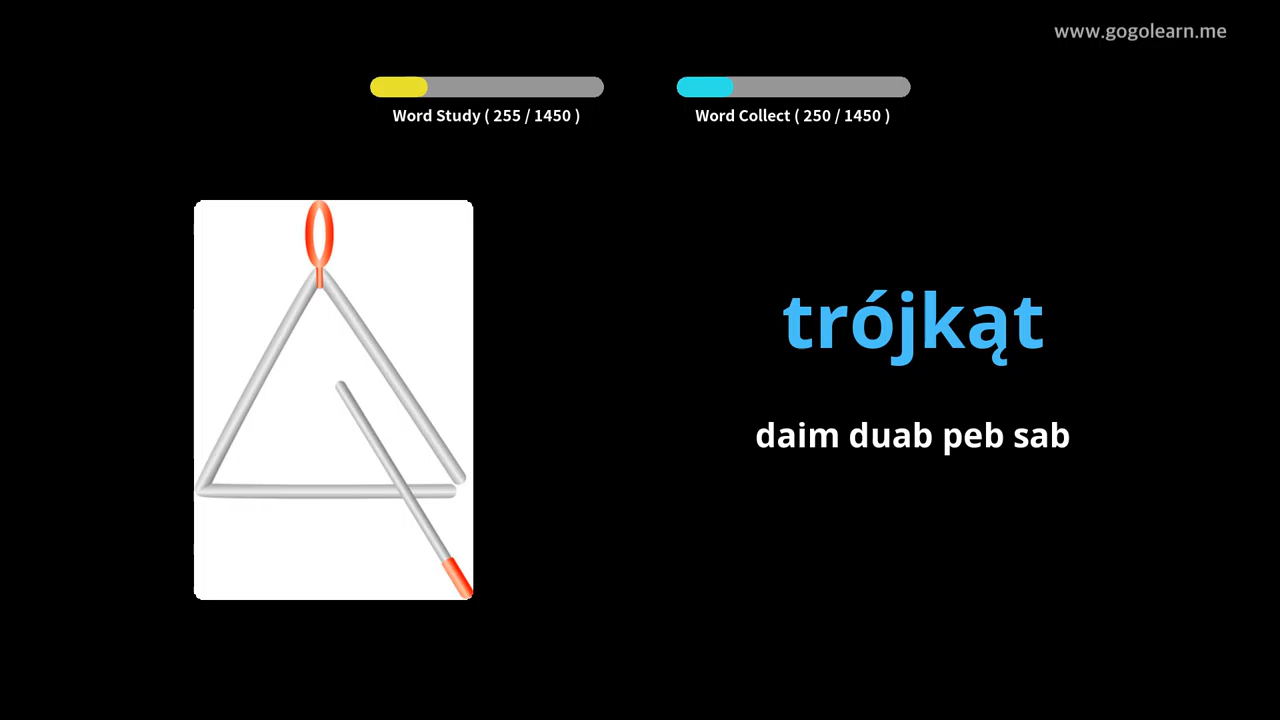 www.gogolearn.me
Word Study ( 255 / 1450 )
Word Collect ( 250 / 1450 )
trójkąt
daim duab peb sab